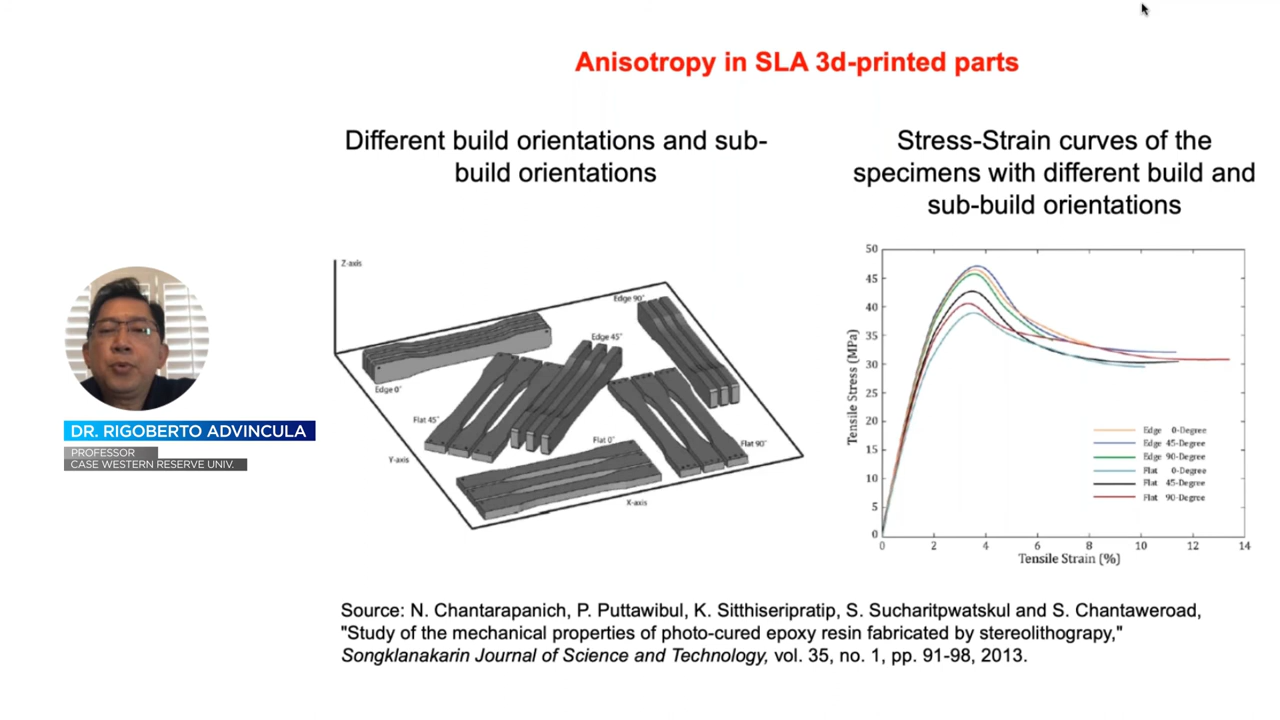 Anisotropy in SLA 3d-printed parts
Different build orientations and sub-
build orientations
Stress-Strain curves of the
specimens with different build and
sub-build orientations
Z-axis
Edge 90°
Edge 45°
Edge 0°
Flat 45°
Flat 0°
Flat 90°
Y-axis
X-axis
Tensile Stress (MPa)
50
45
40
35
30
25
20
15
10
5
0
Edge 0-Degree
Edge 45-Degree
Edge 90-Degree
Flat 0-Degree
Flat 45-Degree
Flat 90-Degree
0 2 4 6 8 10 12 14
Tensile Strain (%)
DR. RIGOBERTO ADVINCULA
PROFESSOR
CASE WESTERN RESERVE UNIV.
Source: N. Chantarapanich, P. Puttawibul, K. Sitthiseripratip, S. Sucharitpwatskul and S. Chantaweroad,
"Study of the mechanical properties of photo-cured epoxy resin fabricated by stereolithograpy,"
Songklanakarin Journal of Science and Technology, vol. 35, no. 1, pp. 91-98, 2013.